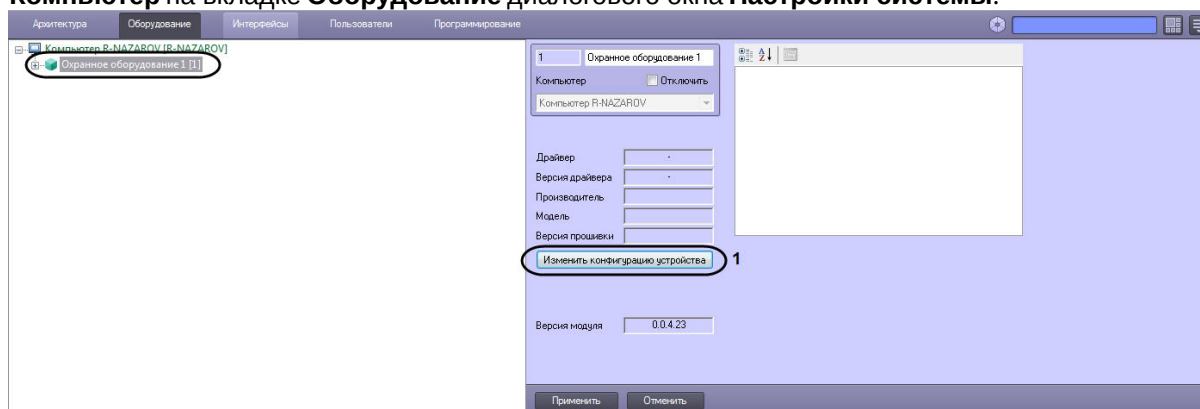 Компьютер на вкладке Оборудование диалогового окна Настройки системы.
Архитектура Оборудование Интерфейсы Пользователи Программирование
Компьютер R-NAZAROV [R-NAZAROV]
Охранное оборудование 1 [1]
1 Охранное оборудование 1
Компьютер Отключить
Компьютер R-NAZAROV
Драйвер -
Версия драйвера -
Производитель
Модель
Версия прошивки
Изменить конфигурацию устройства 1
Версия модуля 0.0.4.23
Применить Отменить